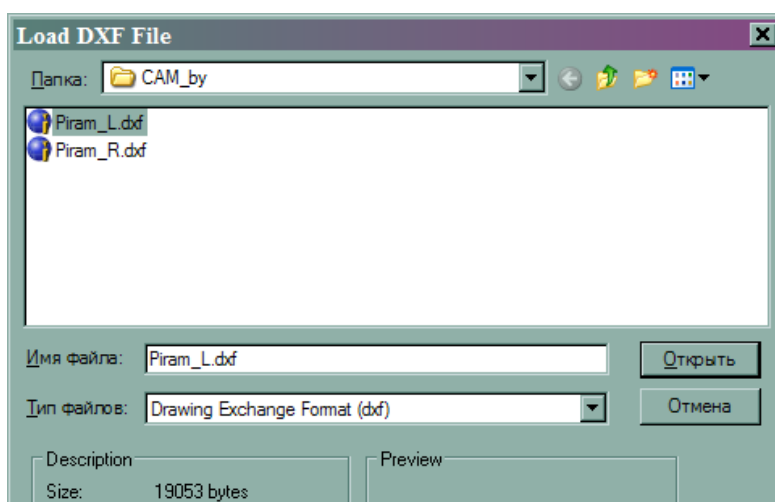 Load DXF File
Папка: CAM_by
Piram_L.dxf
Piram_R.dxf
Имя файла: Piram_L.dxf Открыть
Тип файлов: Drawing Exchange Format (dxf) Отмена
Description Preview
Size: 19053 bytes